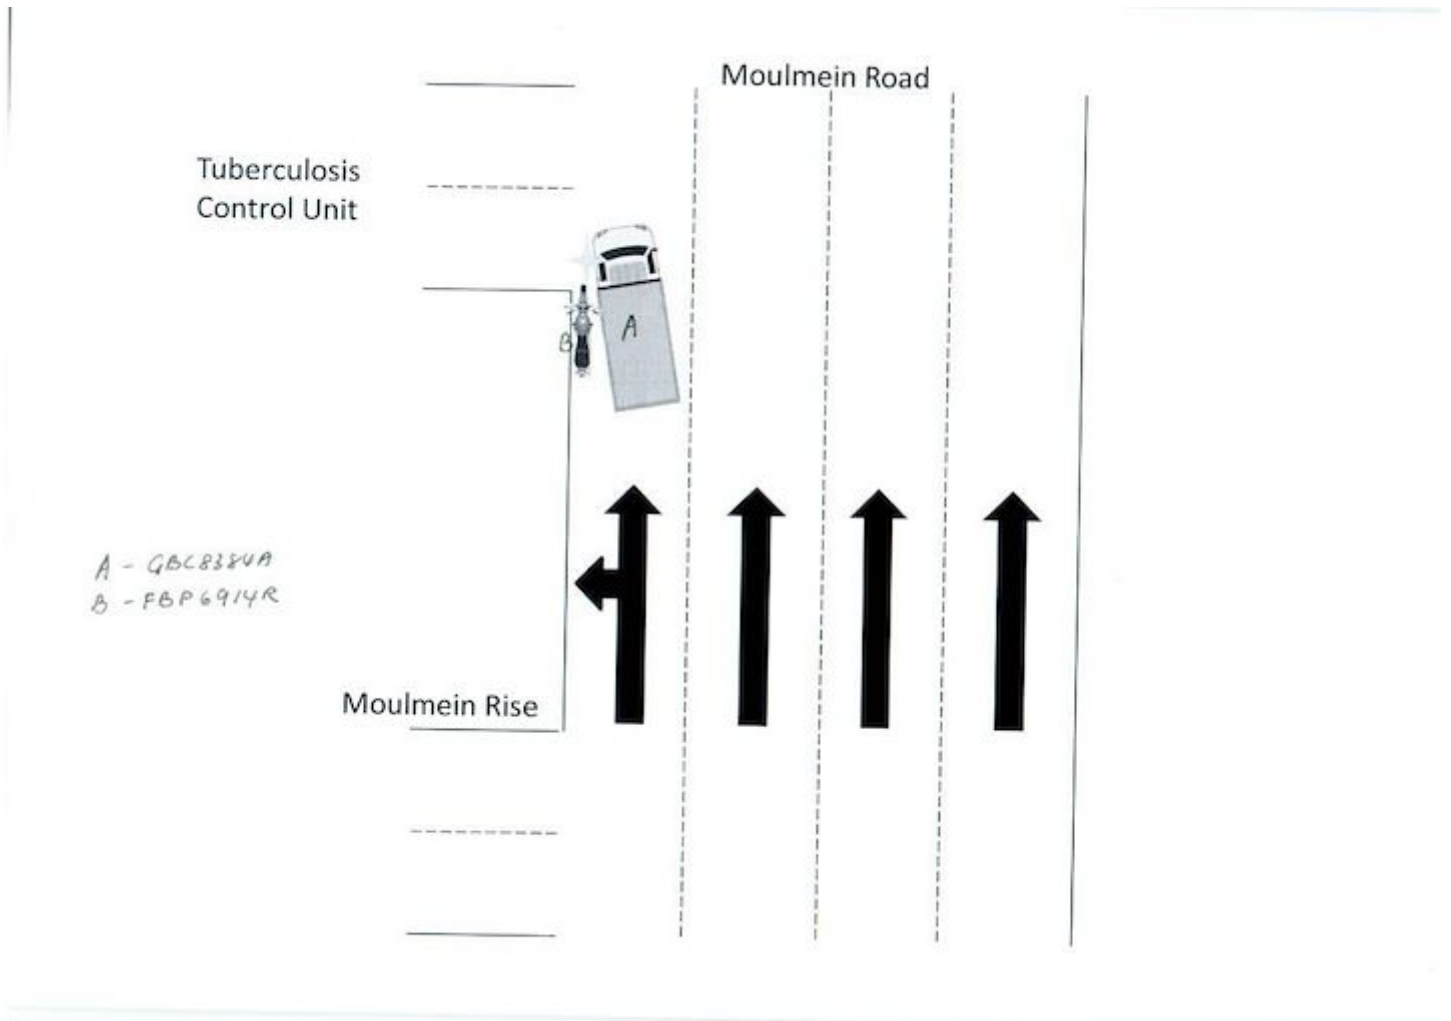 Moulmein Road
Tuberculosis
Control Unit
A
B
A - GBC8384A
B - FBP6914R
Moulmein Rise